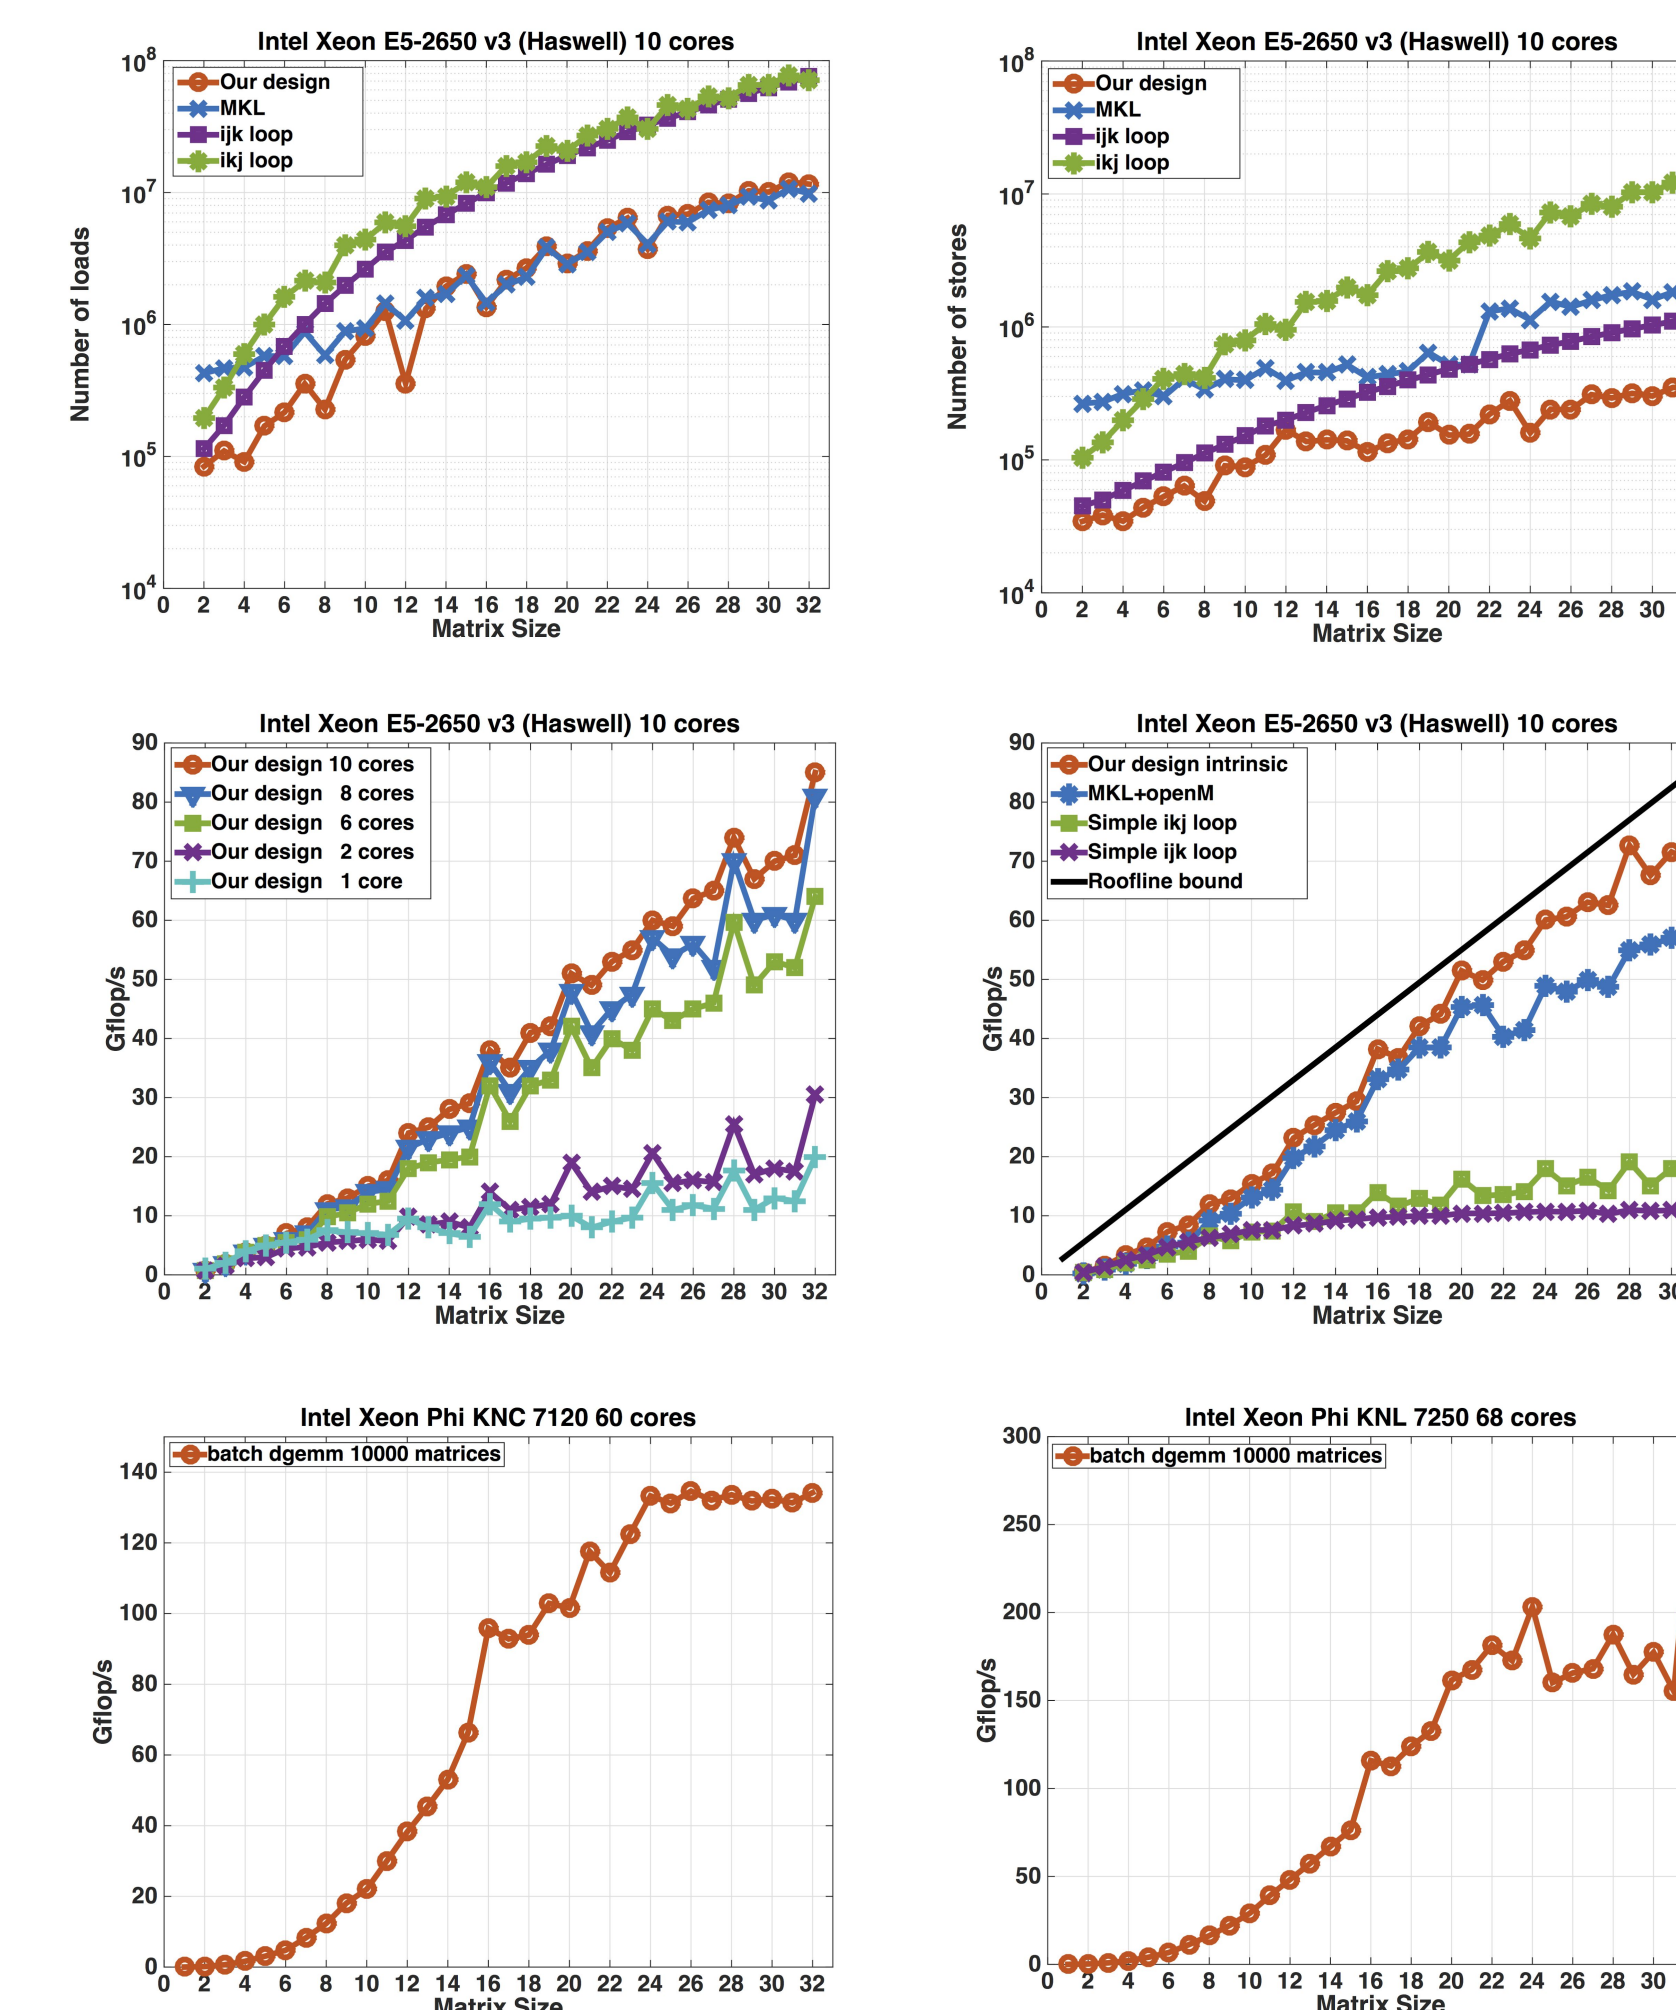 Intel Xeon E5-2650 v3 (Haswell) 10 cores
Number of loads
10^8
10^7
10^6
10^5
10^4
Our design
MKL
ijk loop
ikj loop
0 2 4 6 8 10 12 14 16 18 20 22 24 26 28 30 32
Matrix Size
Intel Xeon E5-2650 v3 (Haswell) 10 cores
Number of stores
10^8
10^7
10^6
10^5
10^4
Our design
MKL
ijk loop
ikj loop
0 2 4 6 8 10 12 14 16 18 20 22 24 26 28 30
Matrix Size
Intel Xeon E5-2650 v3 (Haswell) 10 cores
Gflop/s
90
80
70
60
50
40
30
20
10
0
Our design 10 cores
Our design 8 cores
Our design 6 cores
Our design 2 cores
Our design 1 core
0 2 4 6 8 10 12 14 16 18 20 22 24 26 28 30 32
Matrix Size
Intel Xeon E5-2650 v3 (Haswell) 10 cores
Gflop/s
90
80
70
60
50
40
30
20
10
0
Our design intrinsic
MKL+openM
Simple ikj loop
Simple ijk loop
Roofline bound
0 2 4 6 8 10 12 14 16 18 20 22 24 26 28 30
Matrix Size
Intel Xeon Phi KNC 7120 60 cores
Gflop/s
140
120
100
80
60
40
20
0
batch dgemm 10000 matrices
0 2 4 6 8 10 12 14 16 18 20 22 24 26 28 30 32
Matrix Size
Intel Xeon Phi KNL 7250 68 cores
Gflop/s
300
250
200
150
100
50
0
batch dgemm 10000 matrices
0 2 4 6 8 10 12 14 16 18 20 22 24 26 28 30
Matrix Size